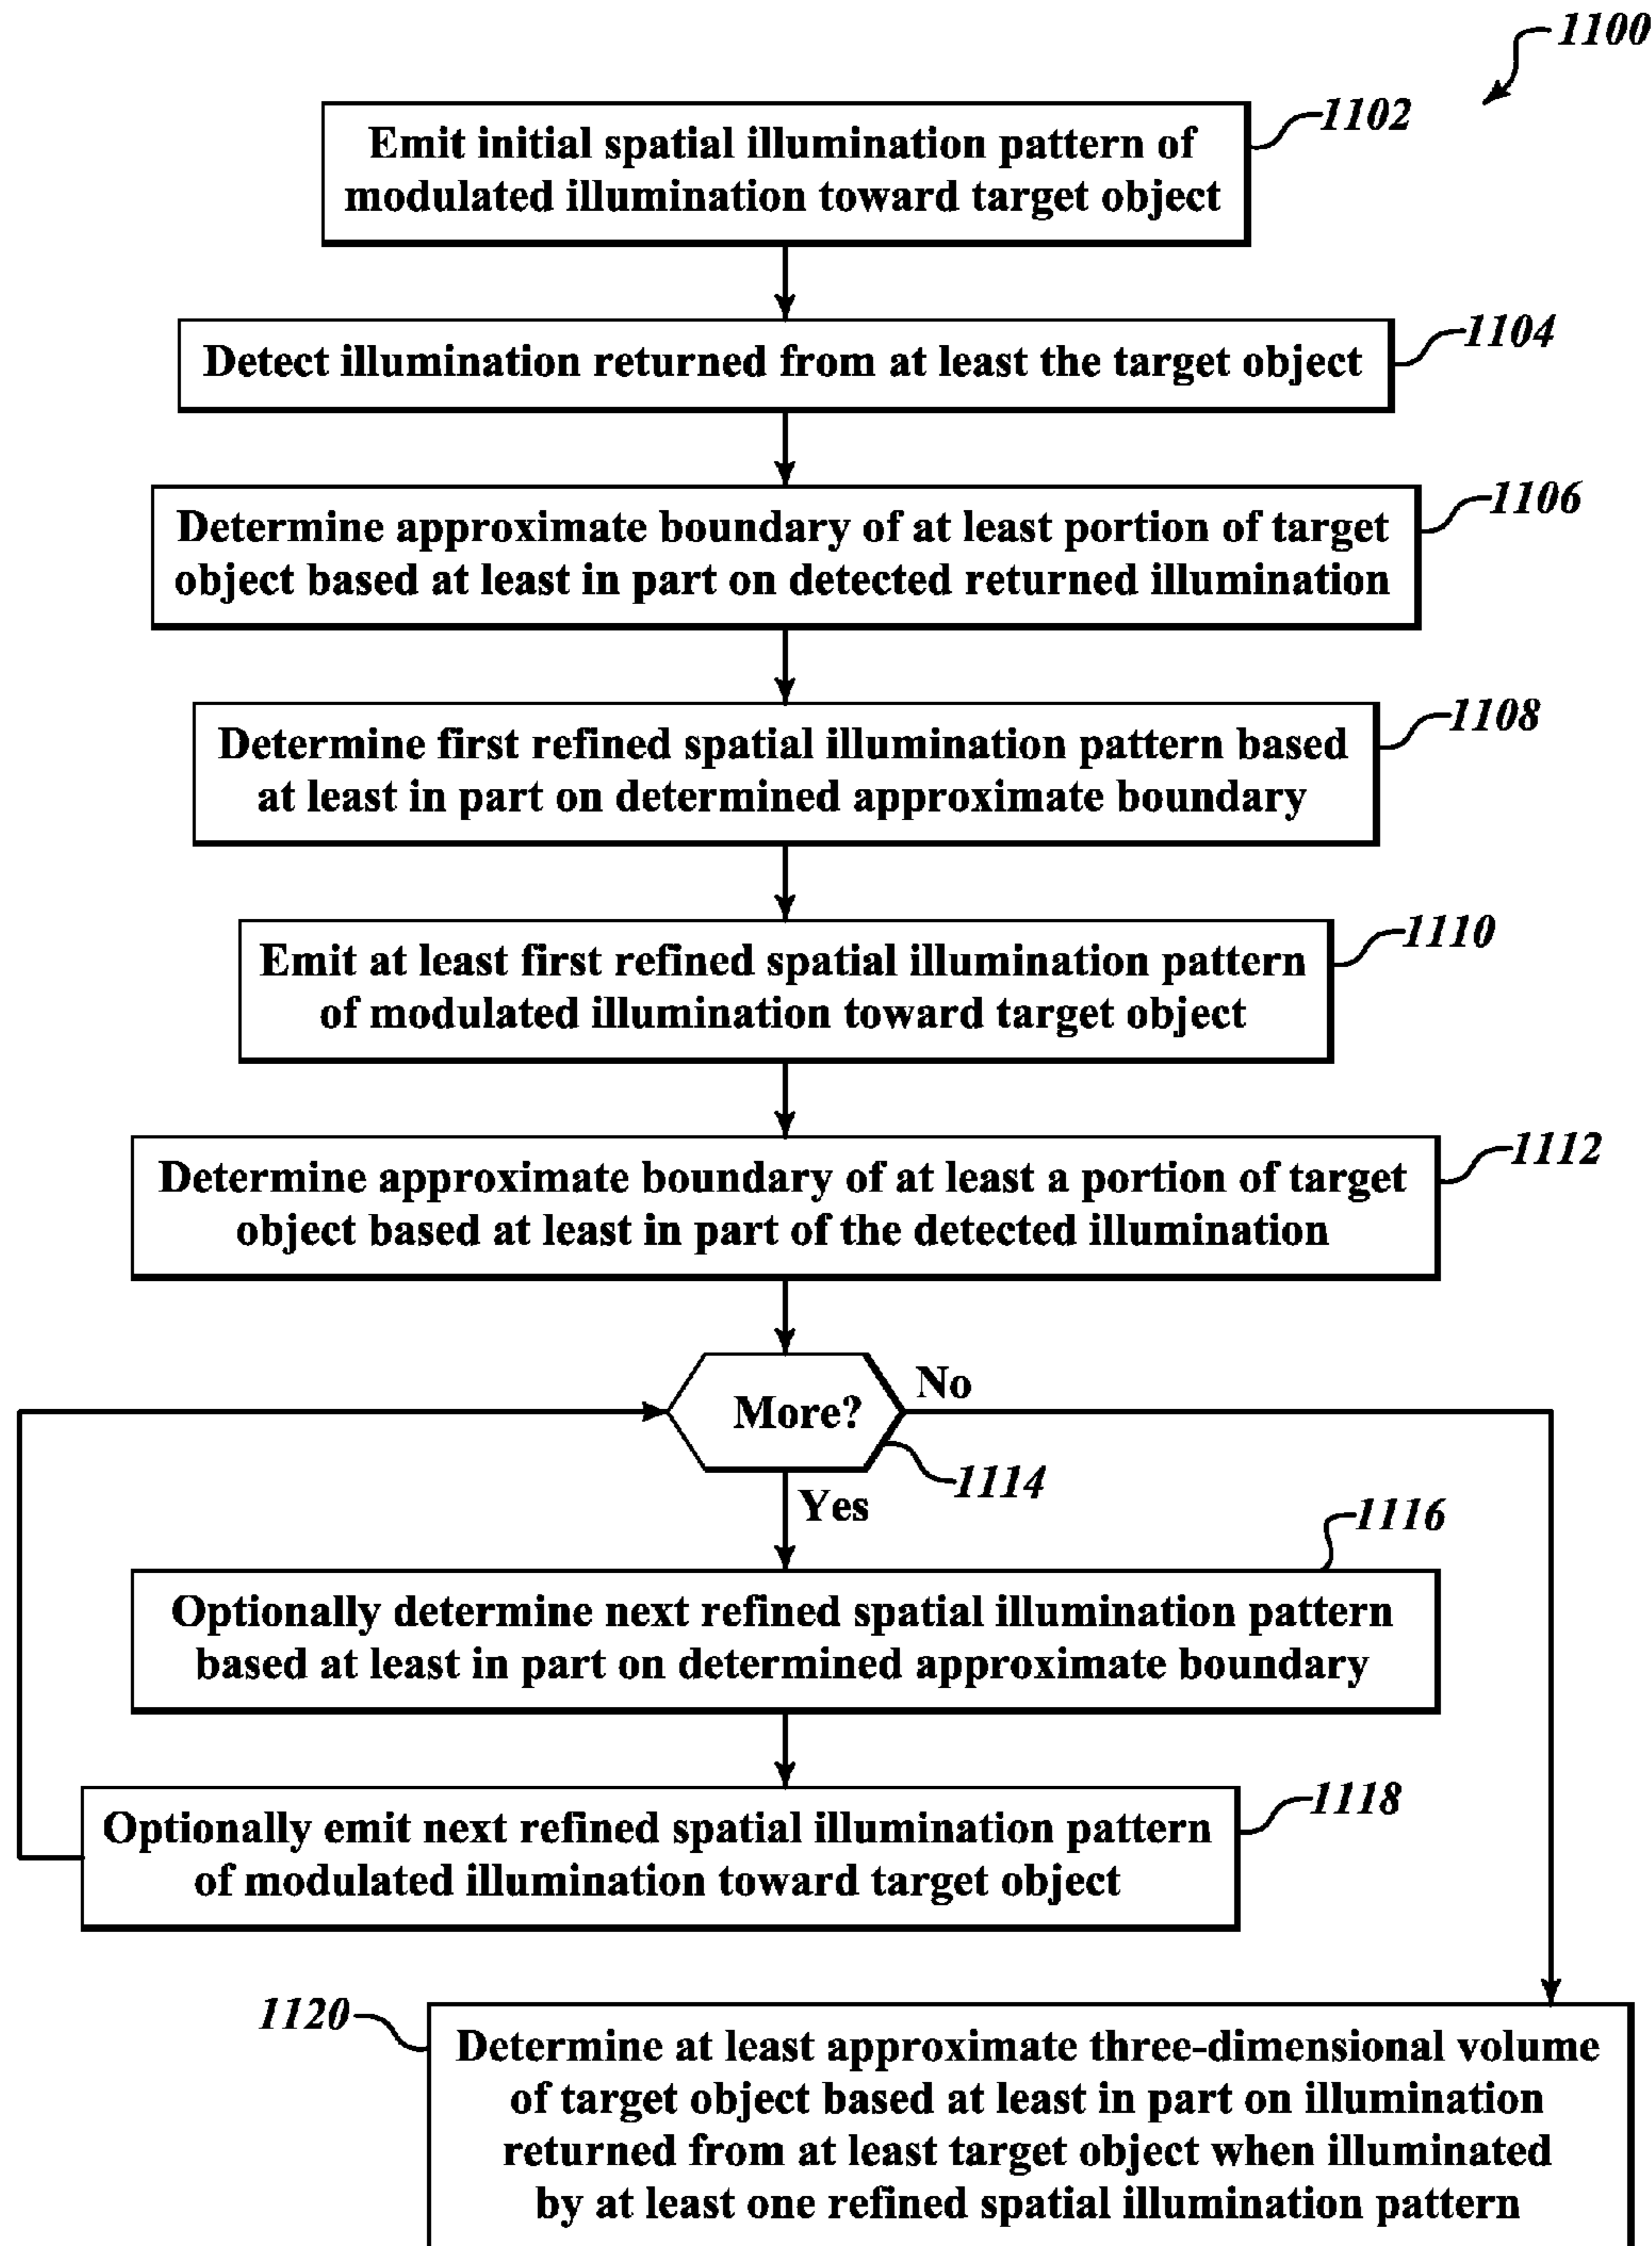 1100
1102
Emit initial spatial illumination pattern of
modulated illumination toward target object
1104
Detect illumination returned from at least the target object
1106
Determine approximate boundary of at least portion of target
object based at least in part on detected returned illumination
1108
Determine first refined spatial illumination pattern based
at least in part on determined approximate boundary
1110
Emit at least first refined spatial illumination pattern
of modulated illumination toward target object
1112
Determine approximate boundary of at least a portion of target
object based at least in part of the detected illumination
No
More?
1114
Yes
1116
Optionally determine next refined spatial illumination pattern
based at least in part on determined approximate boundary
1118
Optionally emit next refined spatial illumination pattern
of modulated illumination toward target object
1120
Determine at least approximate three-dimensional volume
of target object based at least in part on illumination
returned from at least target object when illuminated
by at least one refined spatial illumination pattern